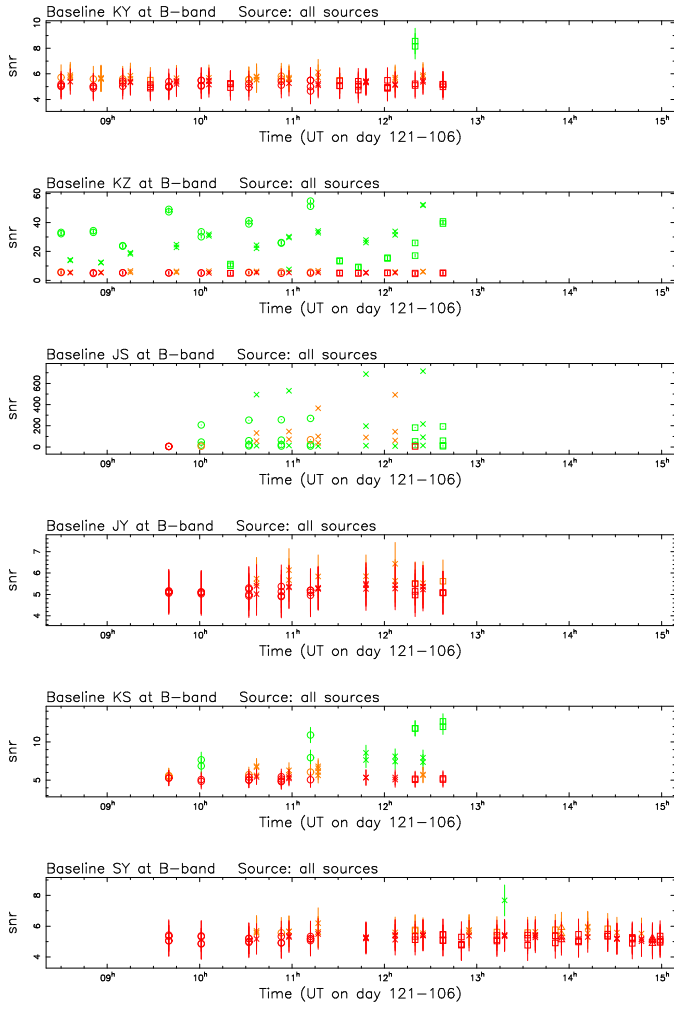 Baseline KY at B-band Source: all sources
snr
10
8
6
4
09h 10h 11h 12h 13h 14h 15h
Time (UT on day 121-106)
Baseline KZ at B-band Source: all sources
snr
60
40
20
0
09h 10h 11h 12h 13h 14h 15h
Time (UT on day 121-106)
Baseline JS at B-band Source: all sources
snr
600
400
200
0
09h 10h 11h 12h 13h 14h 15h
Time (UT on day 121-106)
Baseline JY at B-band Source: all sources
snr
7
6
5
4
09h 10h 11h 12h 13h 14h 15h
Time (UT on day 121-106)
Baseline KS at B-band Source: all sources
snr
10
5
09h 10h 11h 12h 13h 14h 15h
Time (UT on day 121-106)
Baseline SY at B-band Source: all sources
snr
8
6
4
09h 10h 11h 12h 13h 14h 15h
Time (UT on day 121-106)